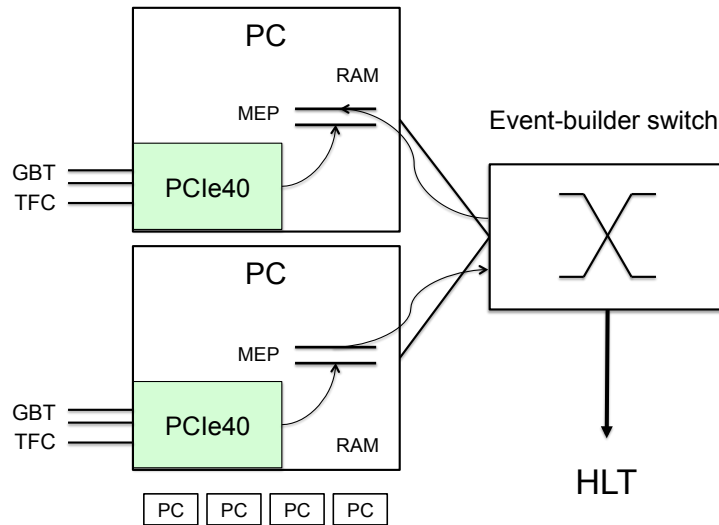 PC
RAM
MEP
Event-builder switch
GBT
PCIe40
TFC
PC
MEP
GBT
PCIe40
TFC
RAM
HLT
PC PC PC PC